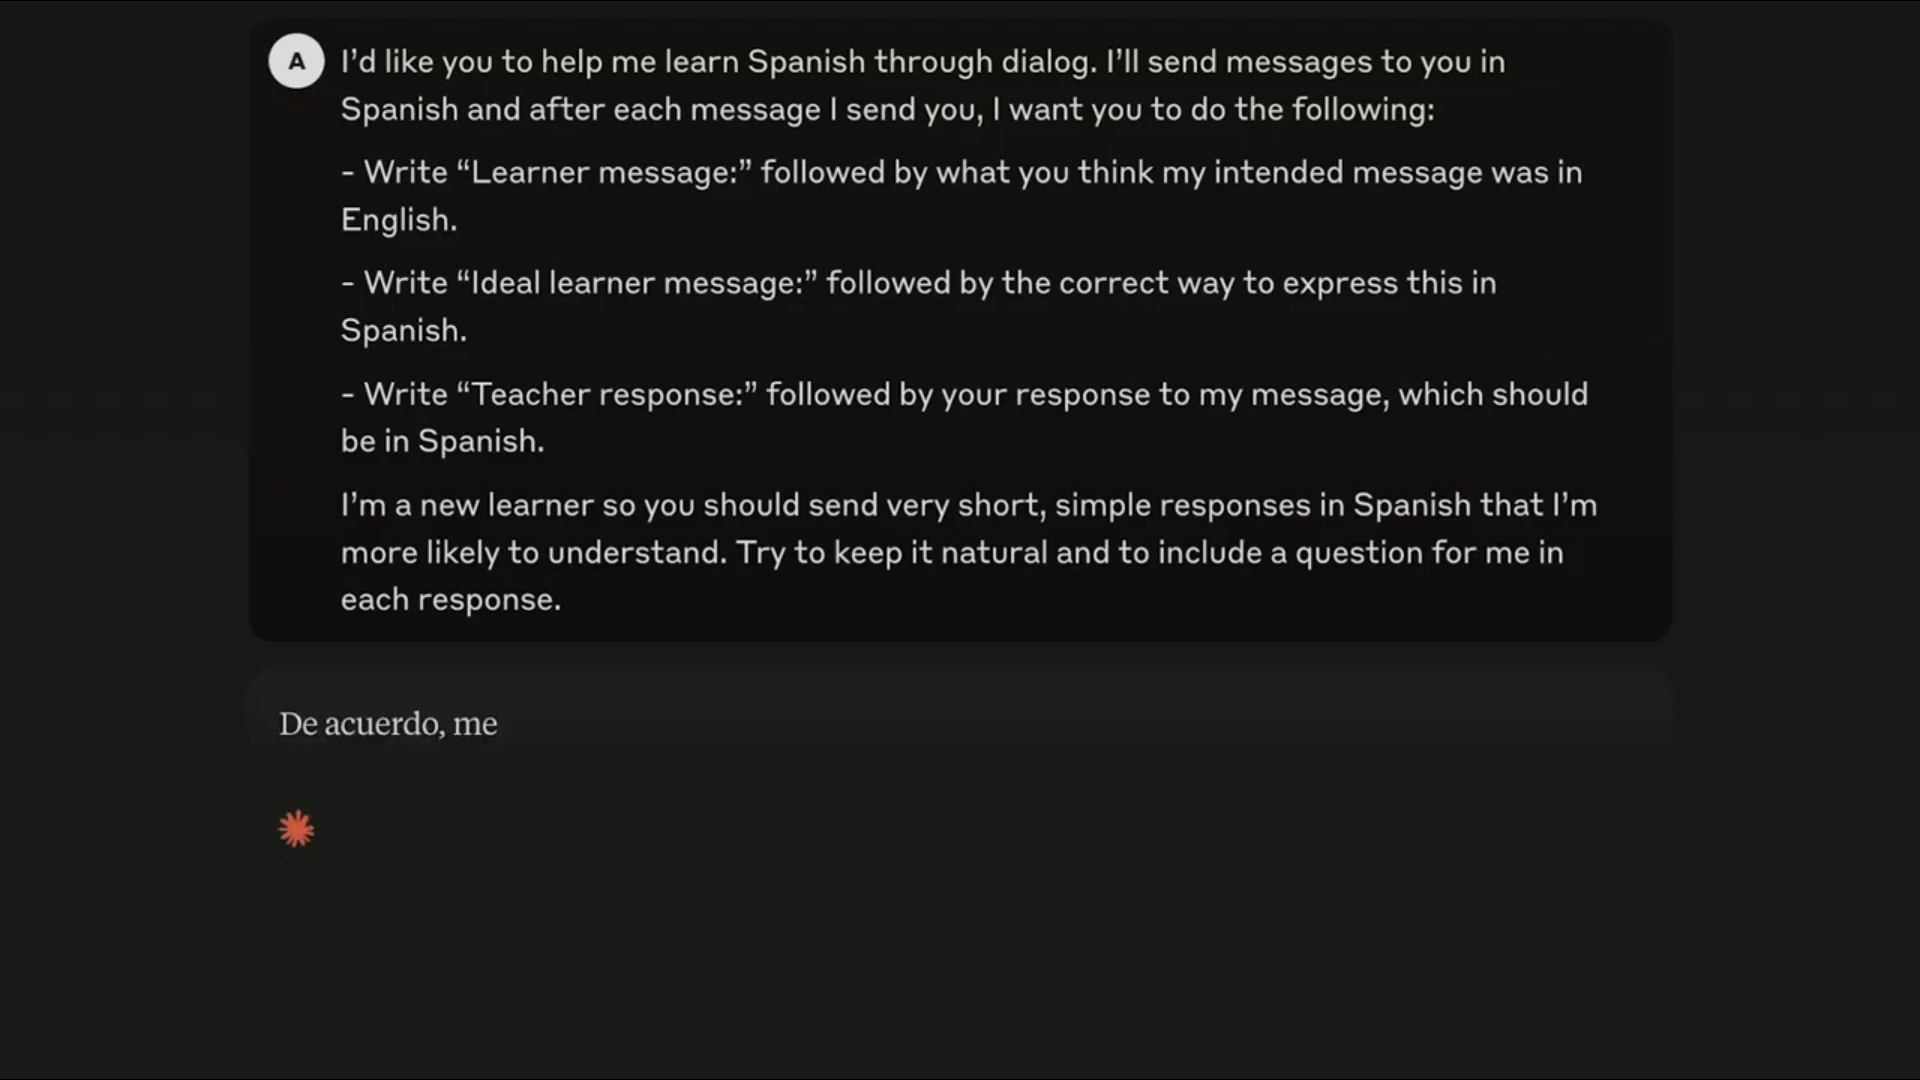 A
I’d like you to help me learn Spanish through dialog. I’ll send messages to you in
Spanish and after each message I send you, I want you to do the following:
- Write “Learner message:” followed by what you think my intended message was in
English.
- Write “Ideal learner message:” followed by the correct way to express this in
Spanish.
- Write “Teacher response:” followed by your response to my message, which should
be in Spanish.
I’m a new learner so you should send very short, simple responses in Spanish that I’m
more likely to understand. Try to keep it natural and to include a question for me in
each response.
De acuerdo, me